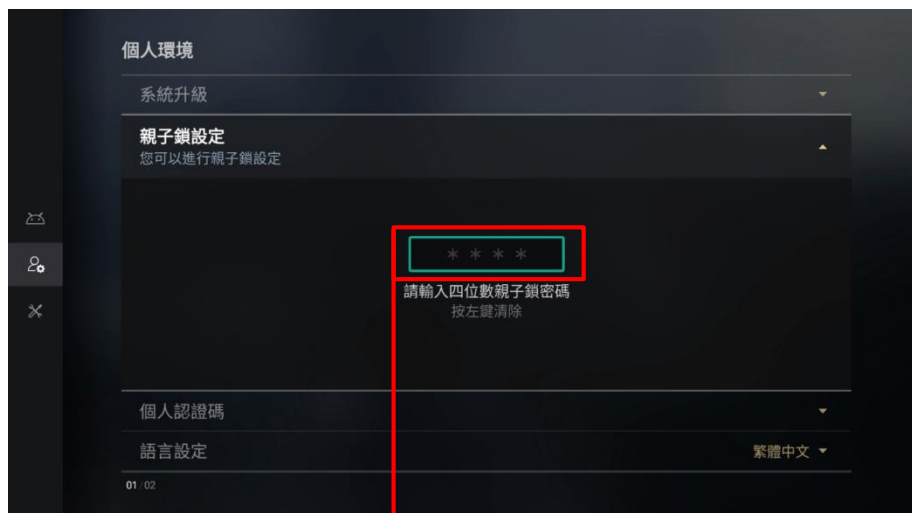 個人環境
系統升級
親子鎖設定
您可以進行親子鎖設定
* * * *
請輸入四位數親子鎖密碼
按左鍵清除
個人認證碼
語言設定 繁體中文
01/02